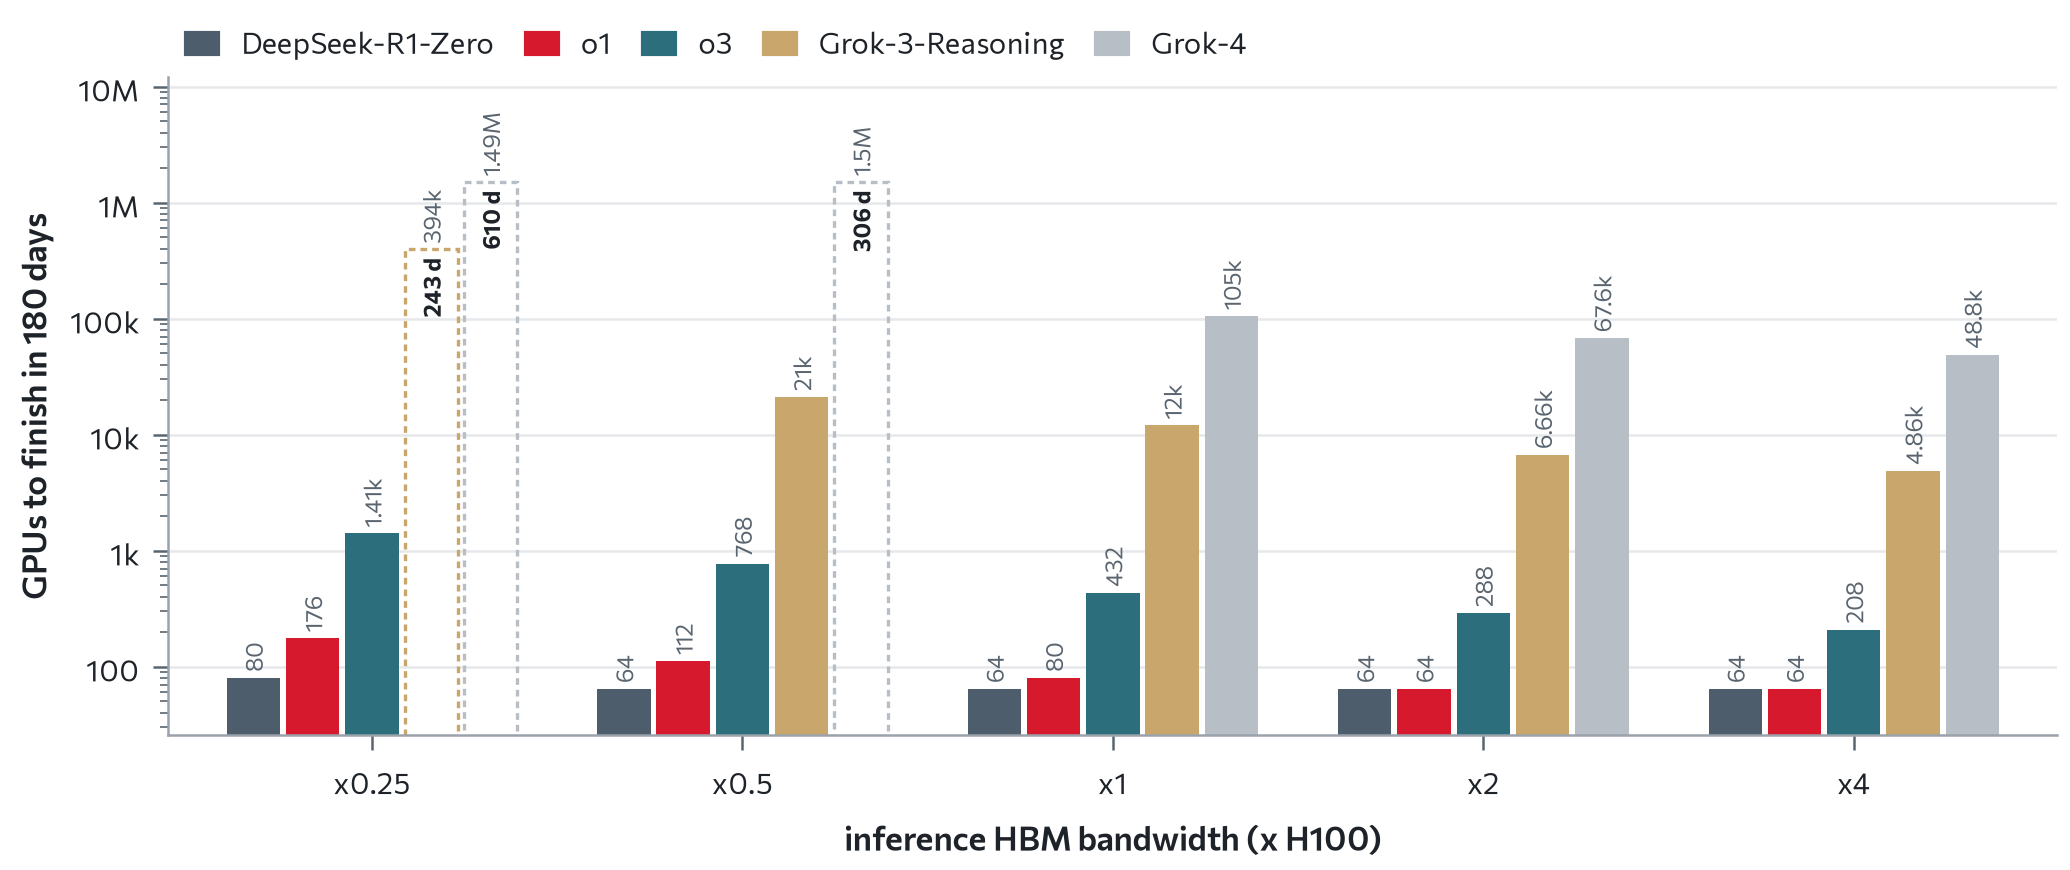 DeepSeek-R1-Zero
o1
o3
Grok-3-Reasoning
Grok-4
GPUs to finish in 180 days
10M
1M
100k
10k
1k
100
80
176
1.41k
394k
243 d
1.49M
610 d
64
112
768
21k
1.5M
306 d
64
80
432
12k
105k
64
64
288
6.66k
67.6k
64
64
208
4.86k
48.8k
x0.25
x0.5
x1
x2
x4
inference HBM bandwidth (x H100)